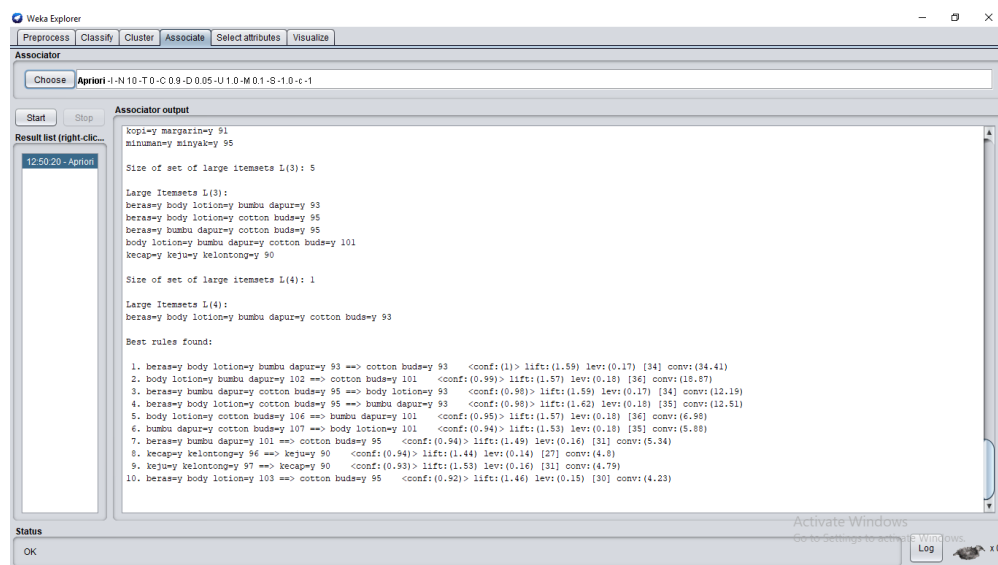 Weka Explorer
Preprocess Classify Cluster Associate Select attributes Visualize
Associator
Choose Apriori -I -N 10 -T 0 -C 0.9 -D 0.05 -U 1.0 -M 0.1 -S -1.0 -c -1
Start Stop
Result list (right-clic...
12:50:20 - Apriori
Associator output
kopi=y margarin=y 91
minuman=y minyak=y 95
Size of set of large itemsets L(3): 5
Large Itemsets L(3):
beras=y body lotion=y bumbu dapur=y 93
beras=y body lotion=y cotton buds=y 95
beras=y bumbu dapur=y cotton buds=y 95
body lotion=y bumbu dapur=y cotton buds=y 101
kecap=y keju=y kelontong=y 90
Size of set of large itemsets L(4): 1
Large Itemsets L(4):
beras=y body lotion=y bumbu dapur=y cotton buds=y 93
Best rules found:
1. beras=y body lotion=y bumbu dapur=y 93 ==> cotton buds=y 93 <conf:(1)> lift:(1.59) lev:(0.17) [34] conv:(34.41)
2. body lotion=y bumbu dapur=y 102 ==> cotton buds=y 101 <conf:(0.99)> lift:(1.57) lev:(0.18) [36] conv:(18.87)
3. beras=y bumbu dapur=y cotton buds=y 95 ==> body lotion=y 93 <conf:(0.98)> lift:(1.59) lev:(0.17) [34] conv:(12.19)
4. beras=y body lotion=y cotton buds=y 95 ==> bumbu dapur=y 93 <conf:(0.98)> lift:(1.62) lev:(0.18) [35] conv:(12.51)
5. body lotion=y cotton buds=y 106 ==> bumbu dapur=y 101 <conf:(0.95)> lift:(1.57) lev:(0.18) [36] conv:(6.98)
6. bumbu dapur=y cotton buds=y 107 ==> body lotion=y 101 <conf:(0.94)> lift:(1.53) lev:(0.18) [35] conv:(5.88)
7. beras=y bumbu dapur=y 101 ==> cotton buds=y 95 <conf:(0.94)> lift:(1.49) lev:(0.16) [31] conv:(5.34)
8. kecap=y kelontong=y 96 ==> keju=y 90 <conf:(0.94)> lift:(1.44) lev:(0.14) [27] conv:(4.8)
9. keju=y kelontong=y 97 ==> kecap=y 90 <conf:(0.93)> lift:(1.53) lev:(0.16) [31] conv:(4.79)
10. beras=y body lotion=y 103 ==> cotton buds=y 95 <conf:(0.92)> lift:(1.46) lev:(0.15) [30] conv:(4.23)
Activate Windows
Go to Settings to activate Windows.
Status
OK
Log
x 0